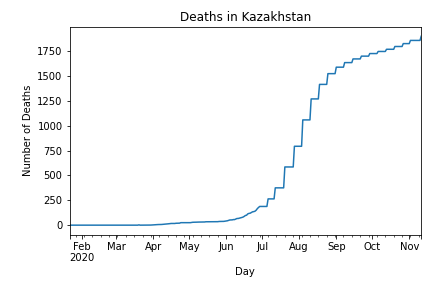 Deaths in Kazakhstan
Number of Deaths
1750
1500
1250
1000
750
500
250
0
Feb Mar Apr May Jun Jul Aug Sep Oct Nov
2020
Day